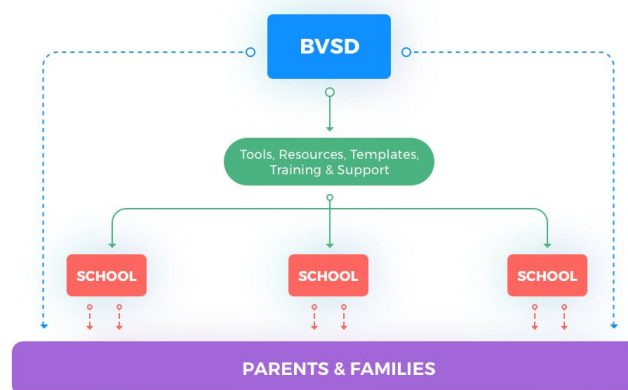 BVSD
Tools, Resources, Templates,
Training & Support
SCHOOL
SCHOOL
SCHOOL
PARENTS & FAMILIES